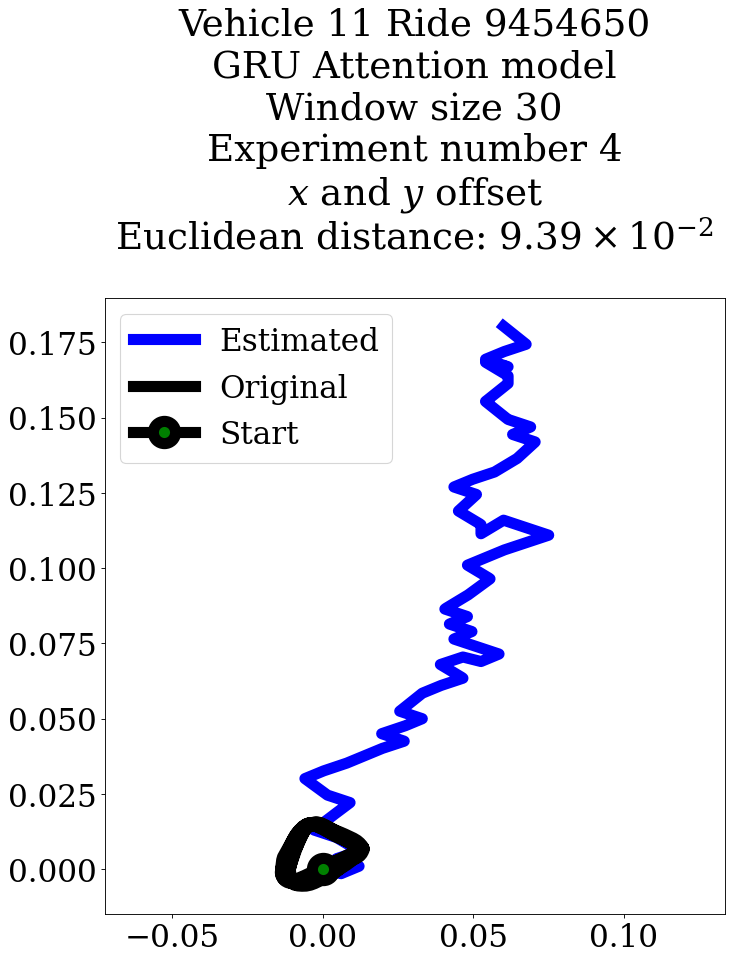 Vehicle 11 Ride 9454650
GRU Attention model
Window size 30
Experiment number 4
x and y offset
Euclidean distance: 9.39 × 10⁻²
Estimated
Original
Start
0.175
0.150
0.125
0.100
0.075
0.050
0.025
0.000
−0.05
0.00
0.05
0.10